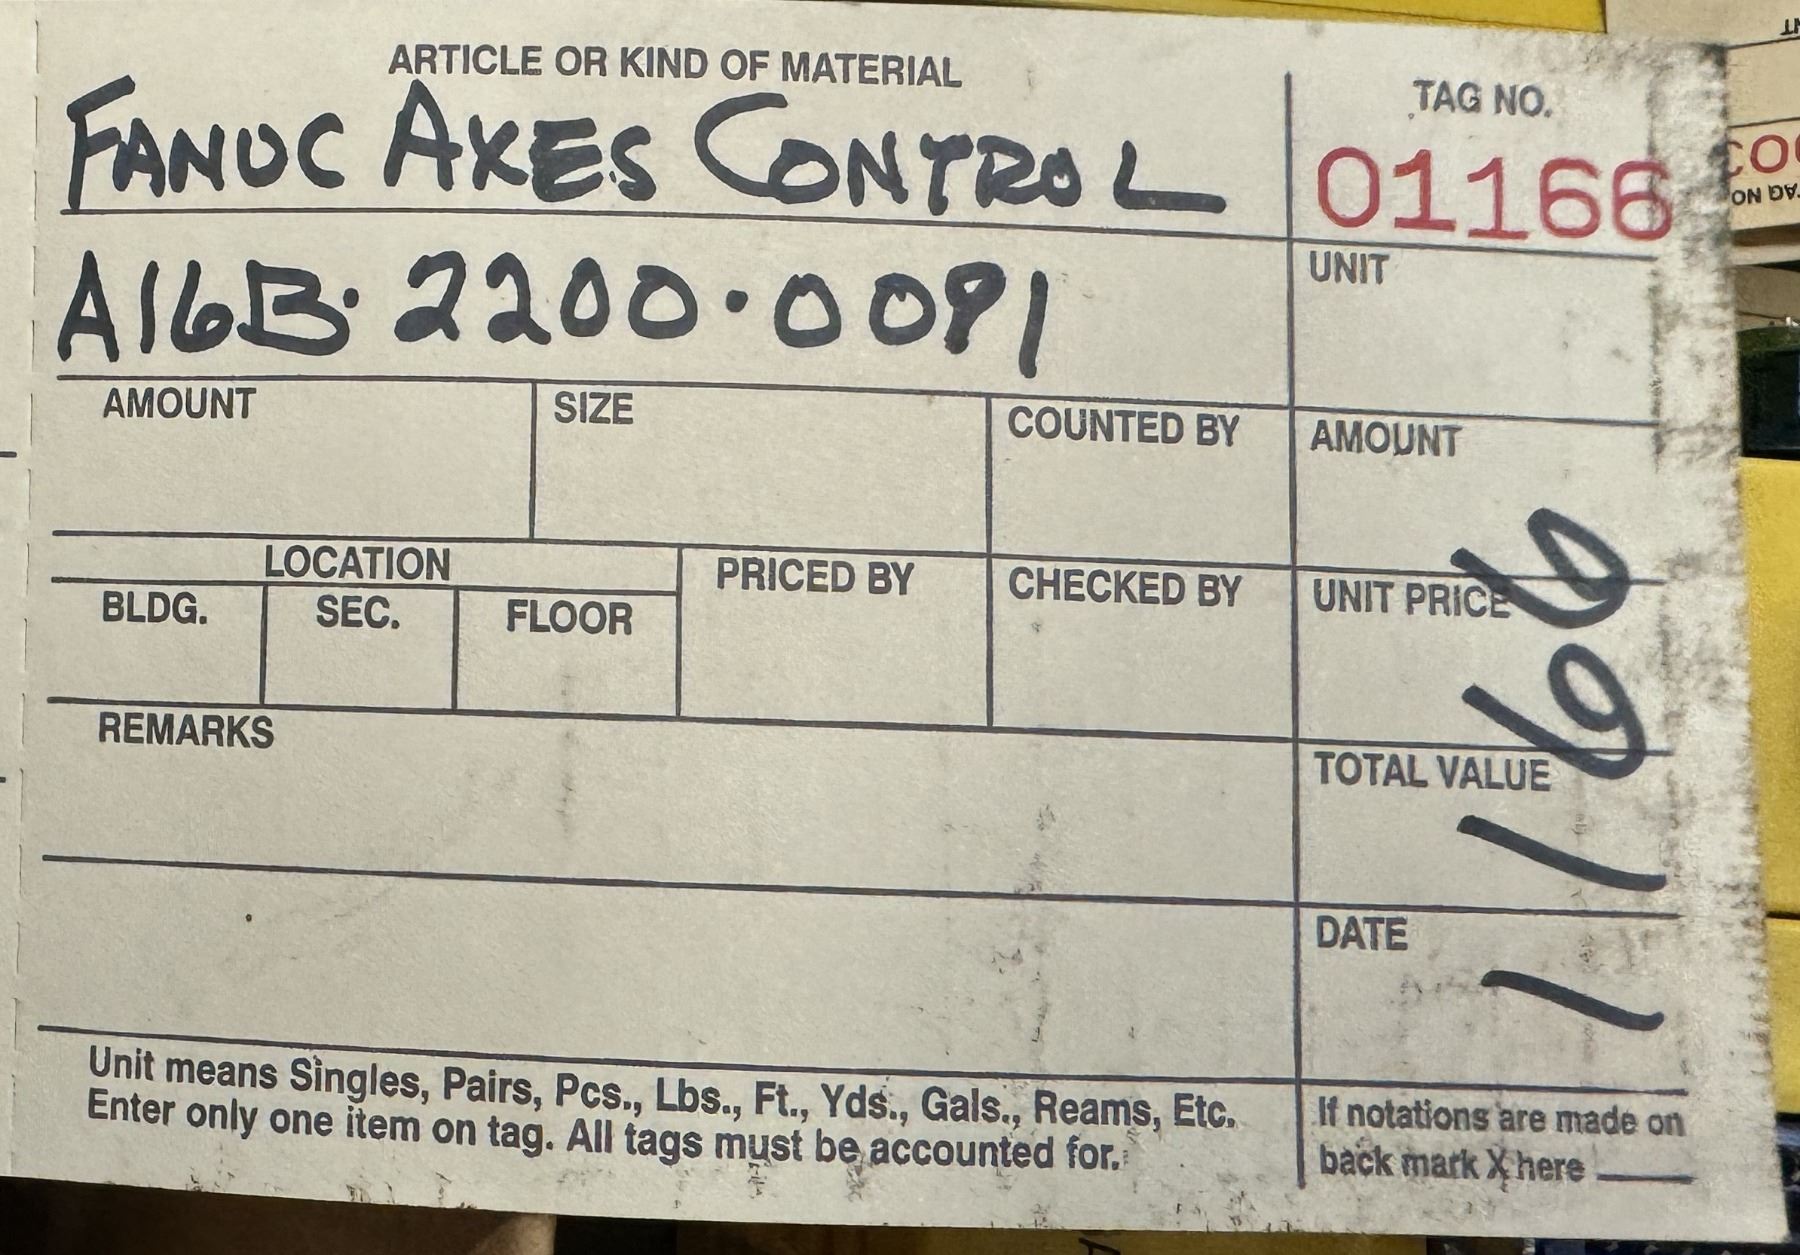 ARTICLE OR KIND OF MATERIAL
FANUC AXES CONTROL
TAG NO.
01166
A16B·2200·0091
UNIT
AMOUNT
SIZE
COUNTED BY
AMOUNT
LOCATION
PRICED BY
CHECKED BY
UNIT PRICE
BLDG.
SEC.
FLOOR
REMARKS
TOTAL VALUE
DATE
1166
Unit means Singles, Pairs, Pcs., Lbs., Ft., Yds., Gals., Reams, Etc.
Enter only one item on tag. All tags must be accounted for.
If notations are made on
back mark X here
TAG NO